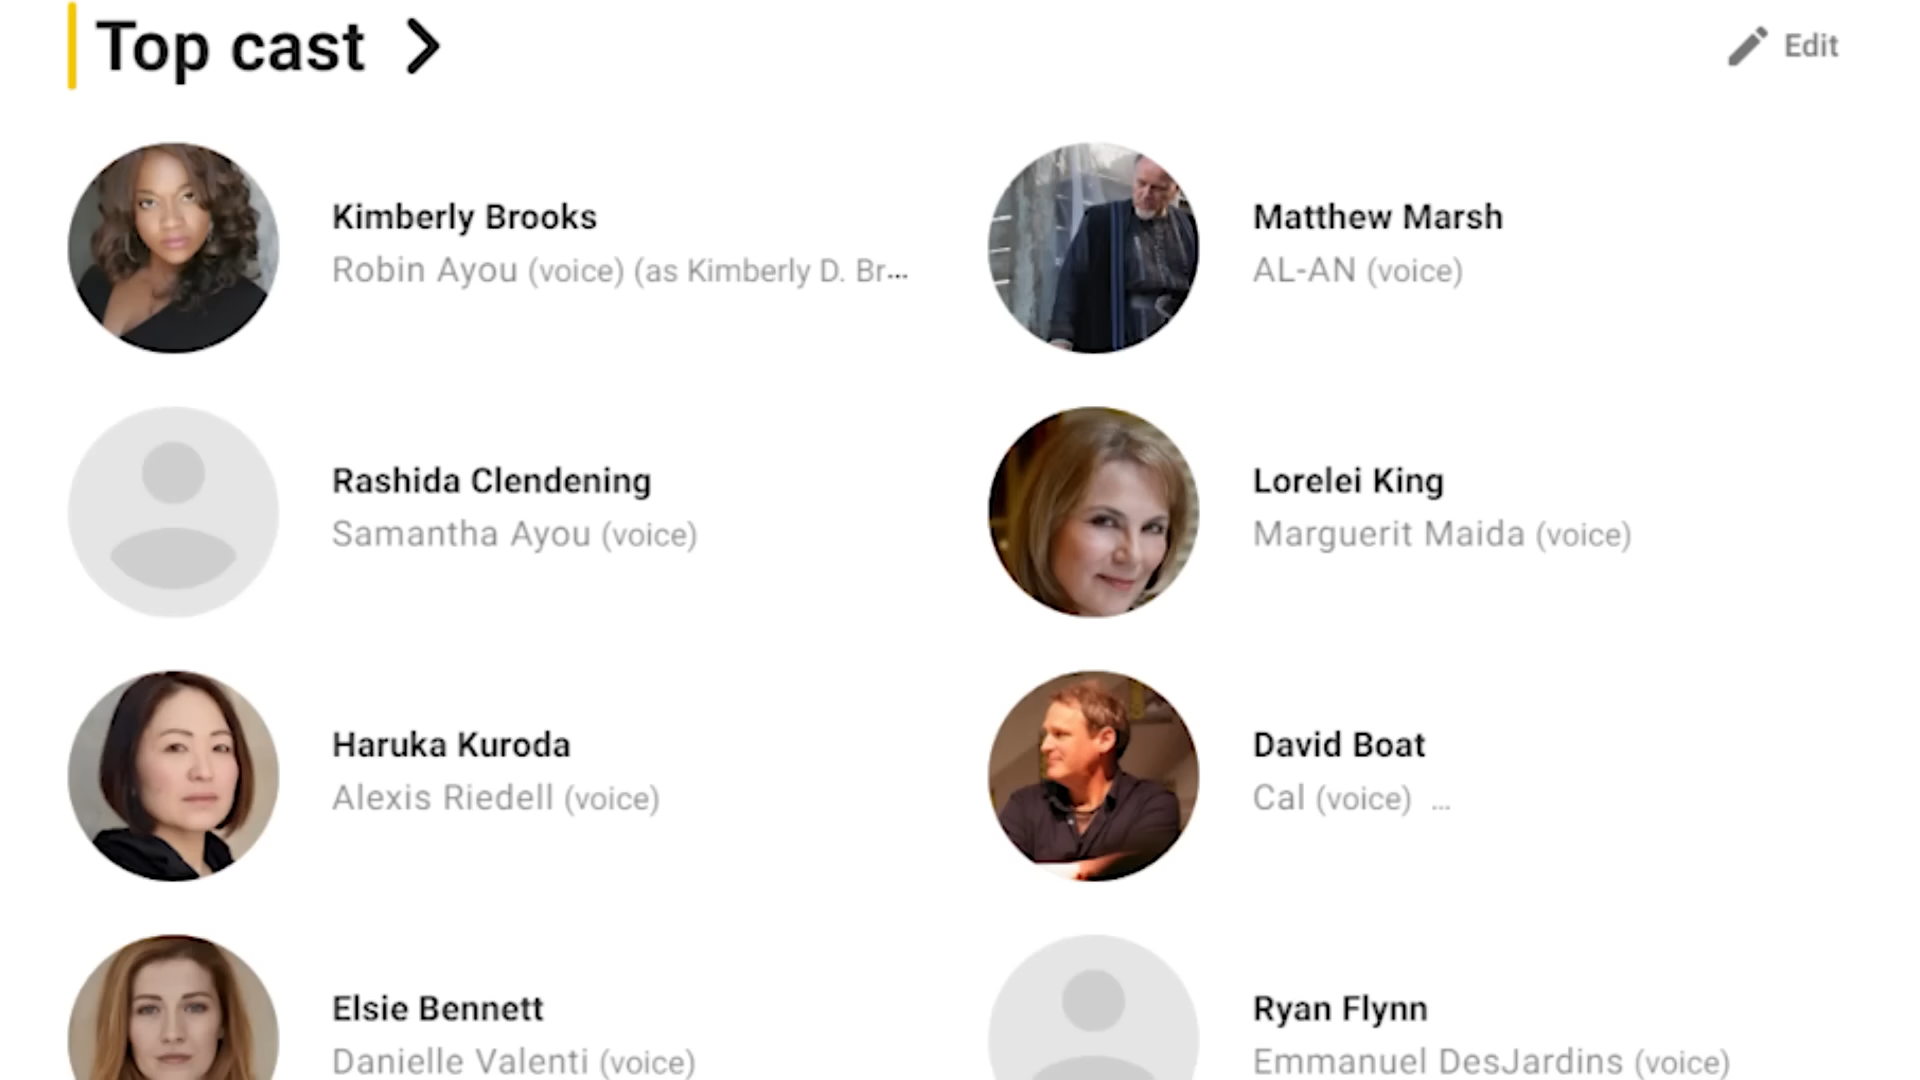 Top cast
Edit
Kimberly Brooks
Robin Ayou (voice) (as Kimberly D. Br...
Matthew Marsh
AL-AN (voice)
Rashida Clendening
Samantha Ayou (voice)
Lorelei King
Marguerit Maida (voice)
Haruka Kuroda
Alexis Riedell (voice)
David Boat
Cal (voice) ...
Elsie Bennett
Danielle Valenti (voice)
Ryan Flynn
Emmanuel DesJardins (voice)